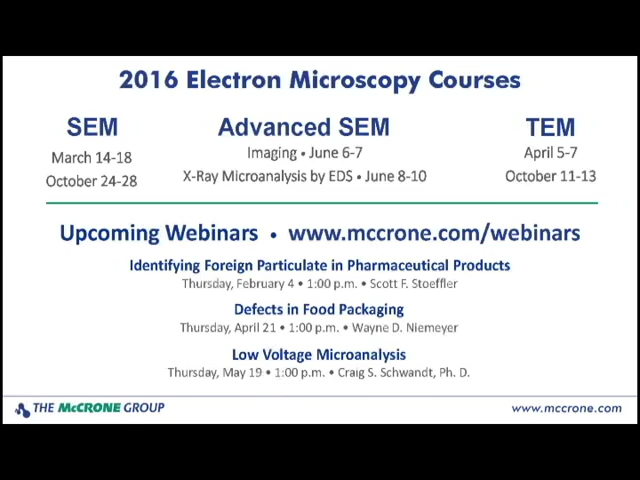 2016 Electron Microscopy Courses
SEM
March 14-18
October 24-28
Advanced SEM
Imaging • June 6-7
X-Ray Microanalysis by EDS • June 8-10
TEM
April 5-7
October 11-13
Upcoming Webinars • www.mccrone.com/webinars
Identifying Foreign Particulate in Pharmaceutical Products
Thursday, February 4 • 1:00 p.m. • Scott F. Stoeffler
Defects in Food Packaging
Thursday, April 21 • 1:00 p.m. • Wayne D. Niemeyer
Low Voltage Microanalysis
Thursday, May 19 • 1:00 p.m. • Craig S. Schwandt, Ph. D.
THE McCRONE GROUP
www.mccrone.com